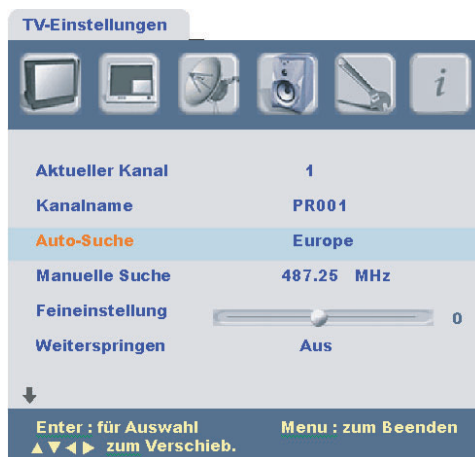 TV-Einstellungen
i
Aktueller Kanal 1
Kanalname PR001
Auto-Suche Europe
Manuelle Suche 487.25 MHz
Feineinstellung 0
Weiterspringen Aus
Enter : für Auswahl Menu : zum Beenden
▲▼◀▶ zum Verschieb.